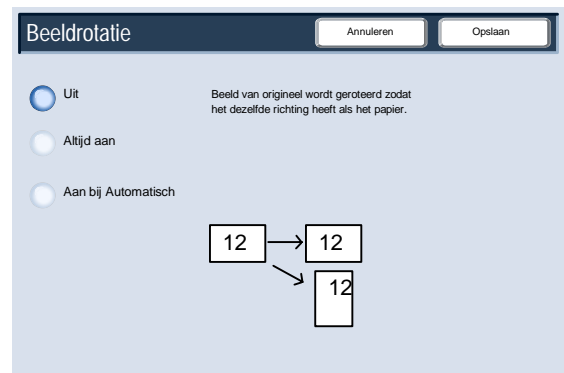 Beeldrotatie
Annuleren
Opslaan
Uit
Beeld van origineel wordt geroteerd zodat
het dezelfde richting heeft als het papier.
Altijd aan
Aan bij Automatisch
12
12
12